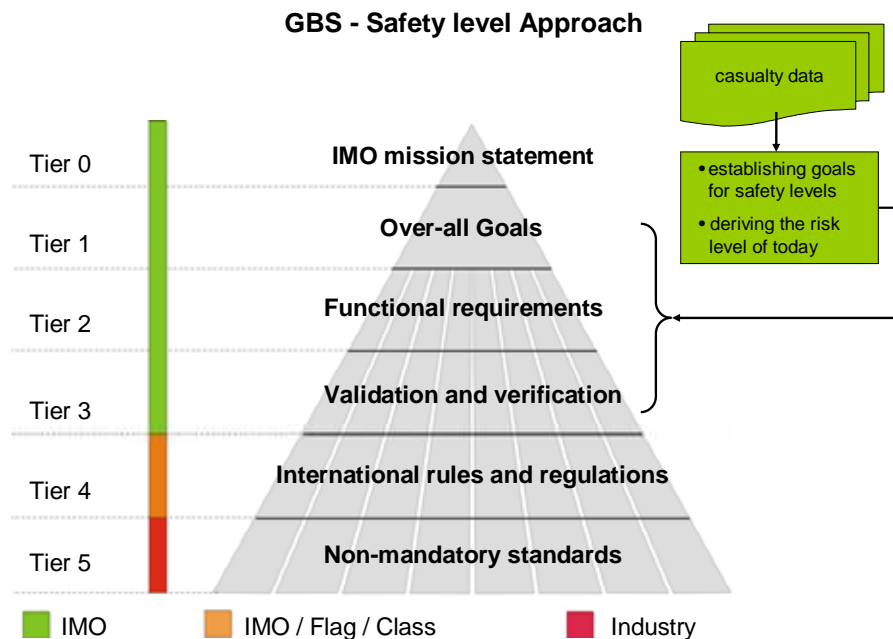 GBS - Safety level Approach
casualty data
• establishing goals
for safety levels
• deriving the risk
level of today
Tier 0
IMO mission statement
Tier 1
Over-all Goals
Tier 2
Functional requirements
Tier 3
Validation and verification
Tier 4
International rules and regulations
Tier 5
Non-mandatory standards
IMO
IMO / Flag / Class
Industry